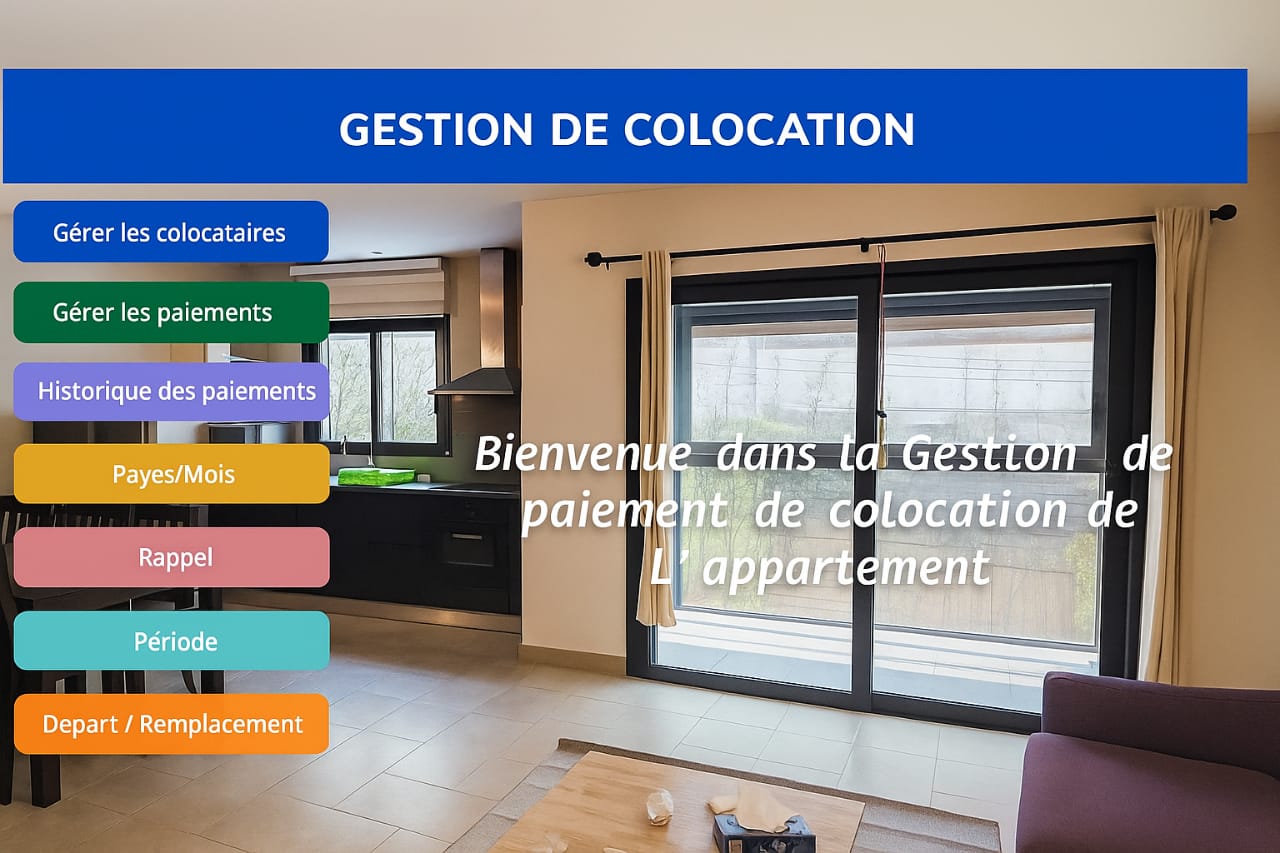 GESTION DE COLOCATION
Gérer les colocataires
Gérer les paiements
Historique des paiements
Payes/Mois
Rappel
Période
Depart / Remplacement
Bienvenue dans la Gestion de
paiement de colocation de
L' appartement